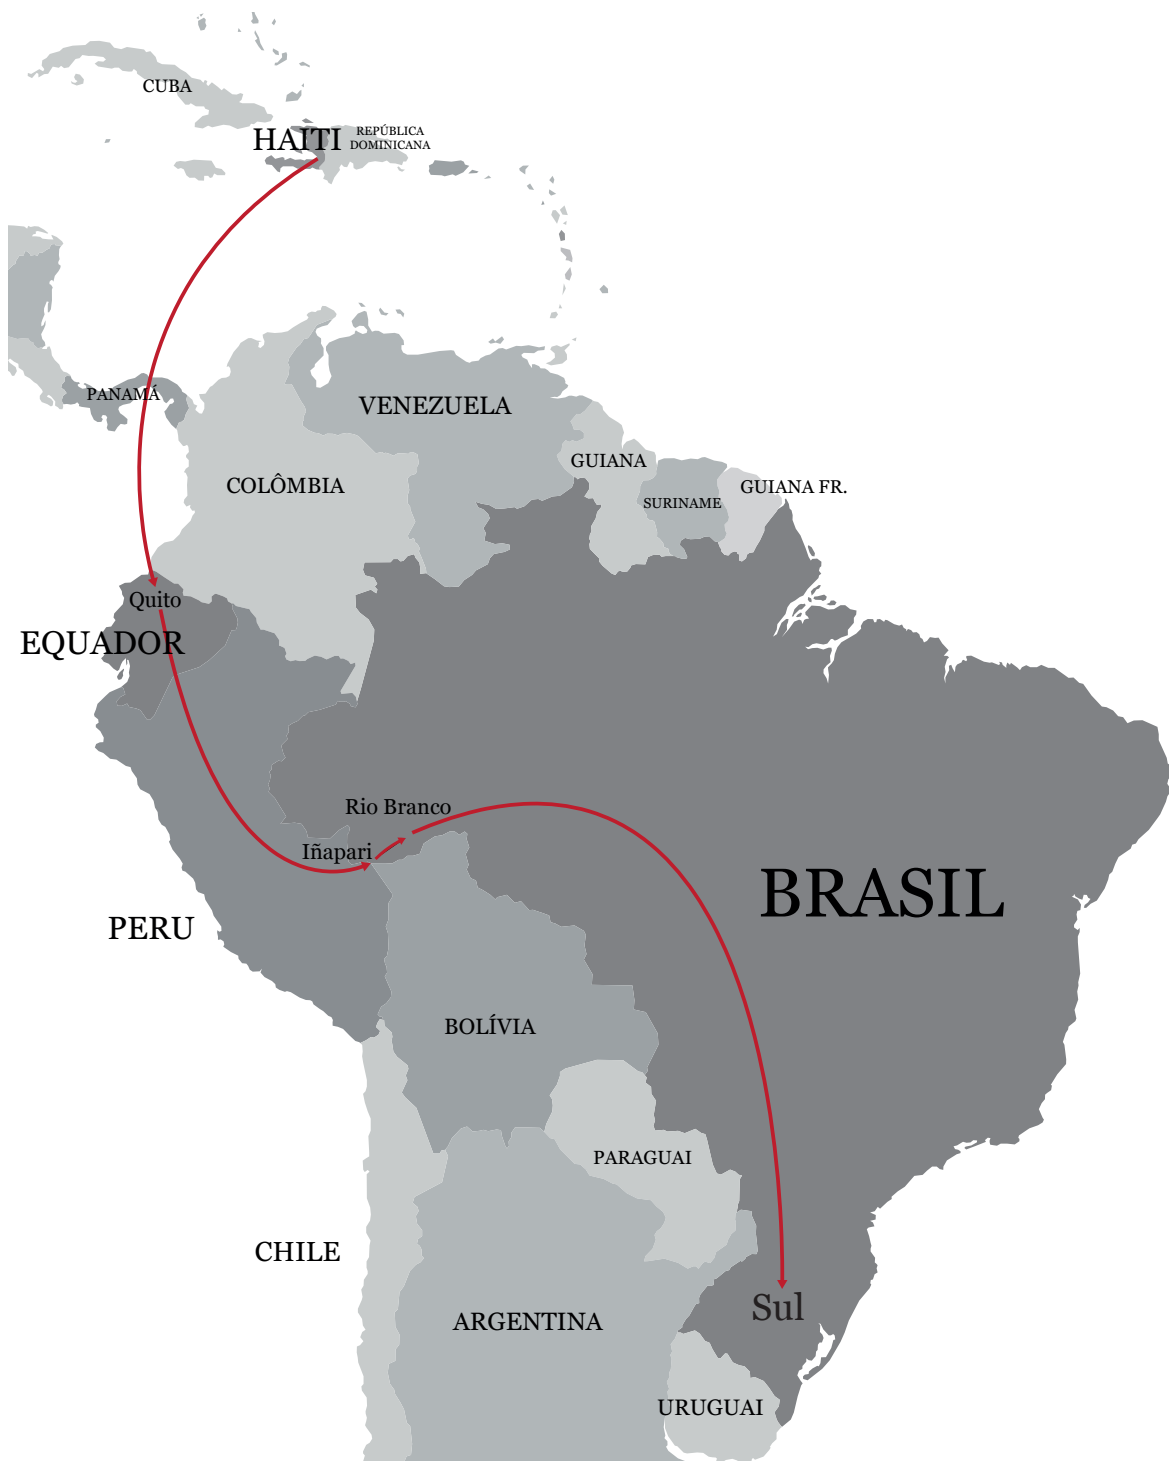 CUBA
HAITI
REPÚBLICA
DOMINICANA
PANAMÁ
VENEZUELA
COLÔMBIA
GUIANA
SURINAME
GUIANA FR.
Quito
EQUADOR
Rio Branco
Iñapari
BRASIL
PERU
BOLÍVIA
PARAGUAI
CHILE
Sul
ARGENTINA
URUGUAI